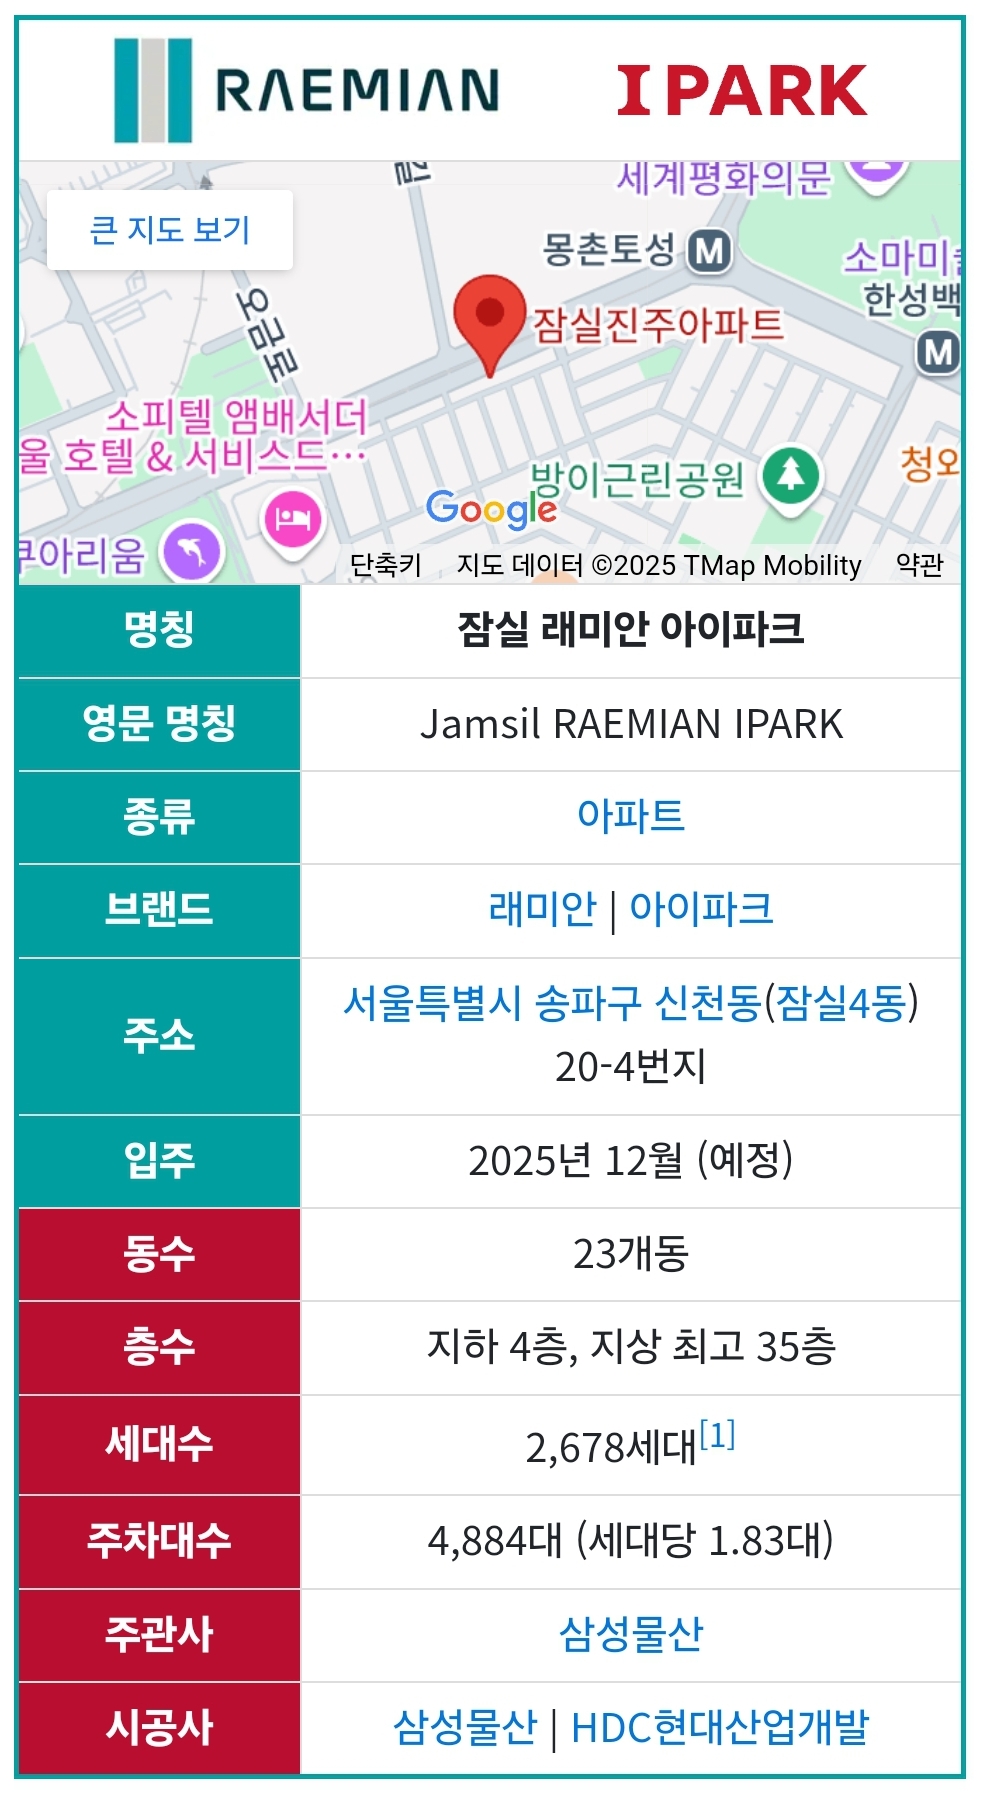 RAEMIAN
I PARK
길
세계평화의문
큰 지도 보기
몽촌토성
M
소마미술
한성백
오금로
잠실진주아파트
M
소피텔 앰배서더
울 호텔 & 서비스드…
방이근린공원
청와
Google
쿠아리움
단축키 지도 데이터 ©2025 TMap Mobility 약관
명칭 잠실 래미안 아이파크
영문 명칭 Jamsil RAEMIAN IPARK
종류 아파트
브랜드 래미안 | 아이파크
주소 서울특별시 송파구 신천동(잠실4동)
20-4번지
입주 2025년 12월 (예정)
동수 23개동
층수 지하 4층, 지상 최고 35층
세대수 2,678세대[1]
주차대수 4,884대 (세대당 1.83대)
주관사 삼성물산
시공사 삼성물산 | HDC현대산업개발